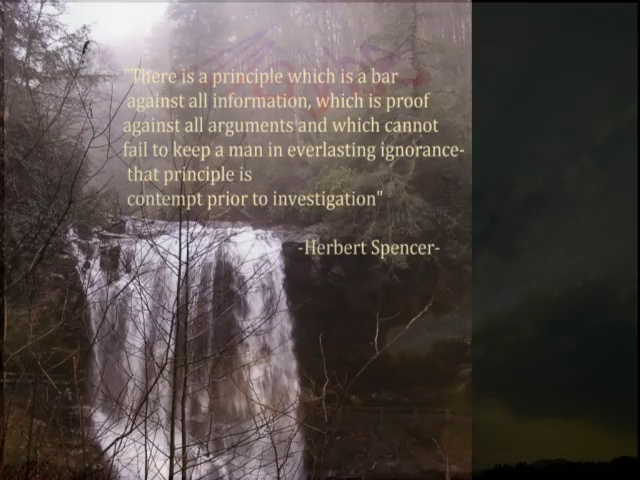 "There is a principle which is a bar
against all information, which is proof
against all arguments and which cannot
fail to keep a man in everlasting ignorance-
that principle is
contempt prior to investigation"
-Herbert Spencer-